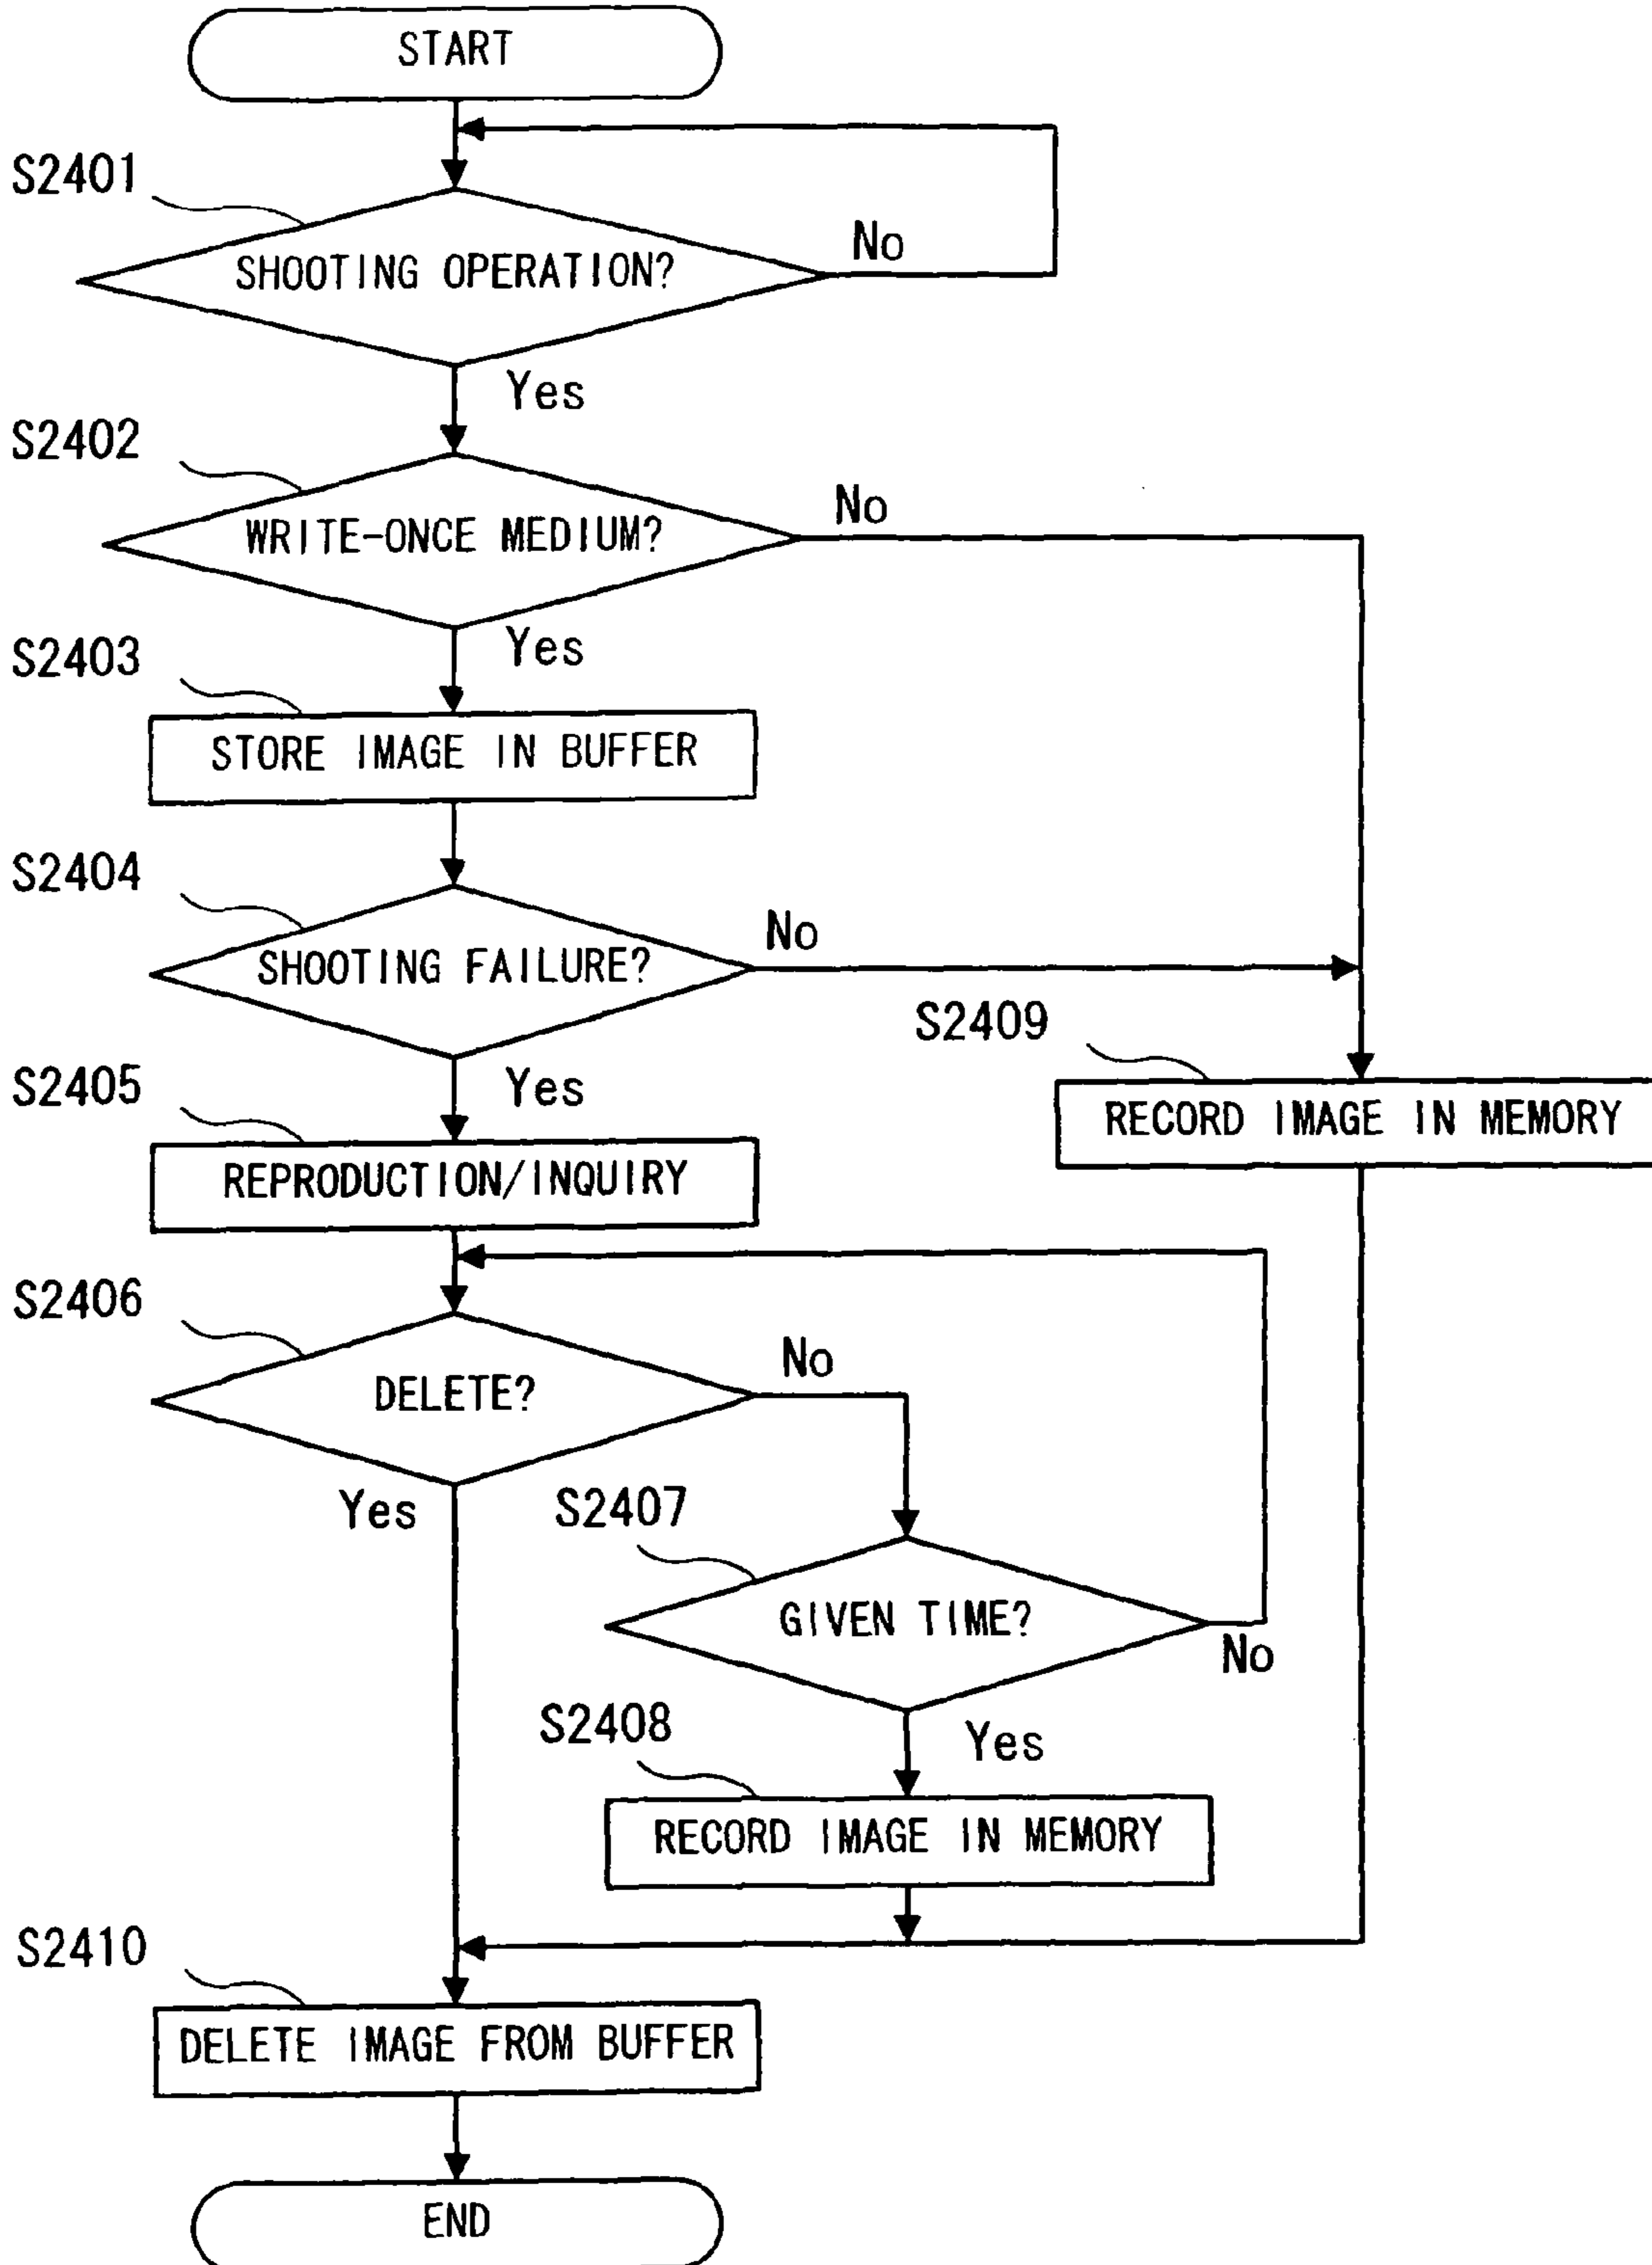 START
S2401
No
SHOOTING OPERATION?
Yes
S2402
No
WRITE-ONCE MEDIUM?
Yes
S2403
STORE IMAGE IN BUFFER
S2404
No
SHOOTING FAILURE?
S2409
Yes
S2405
RECORD IMAGE IN MEMORY
REPRODUCTION/INQUIRY
S2406
No
DELETE?
Yes
S2407
GIVEN TIME?
No
S2408
Yes
RECORD IMAGE IN MEMORY
S2410
DELETE IMAGE FROM BUFFER
END